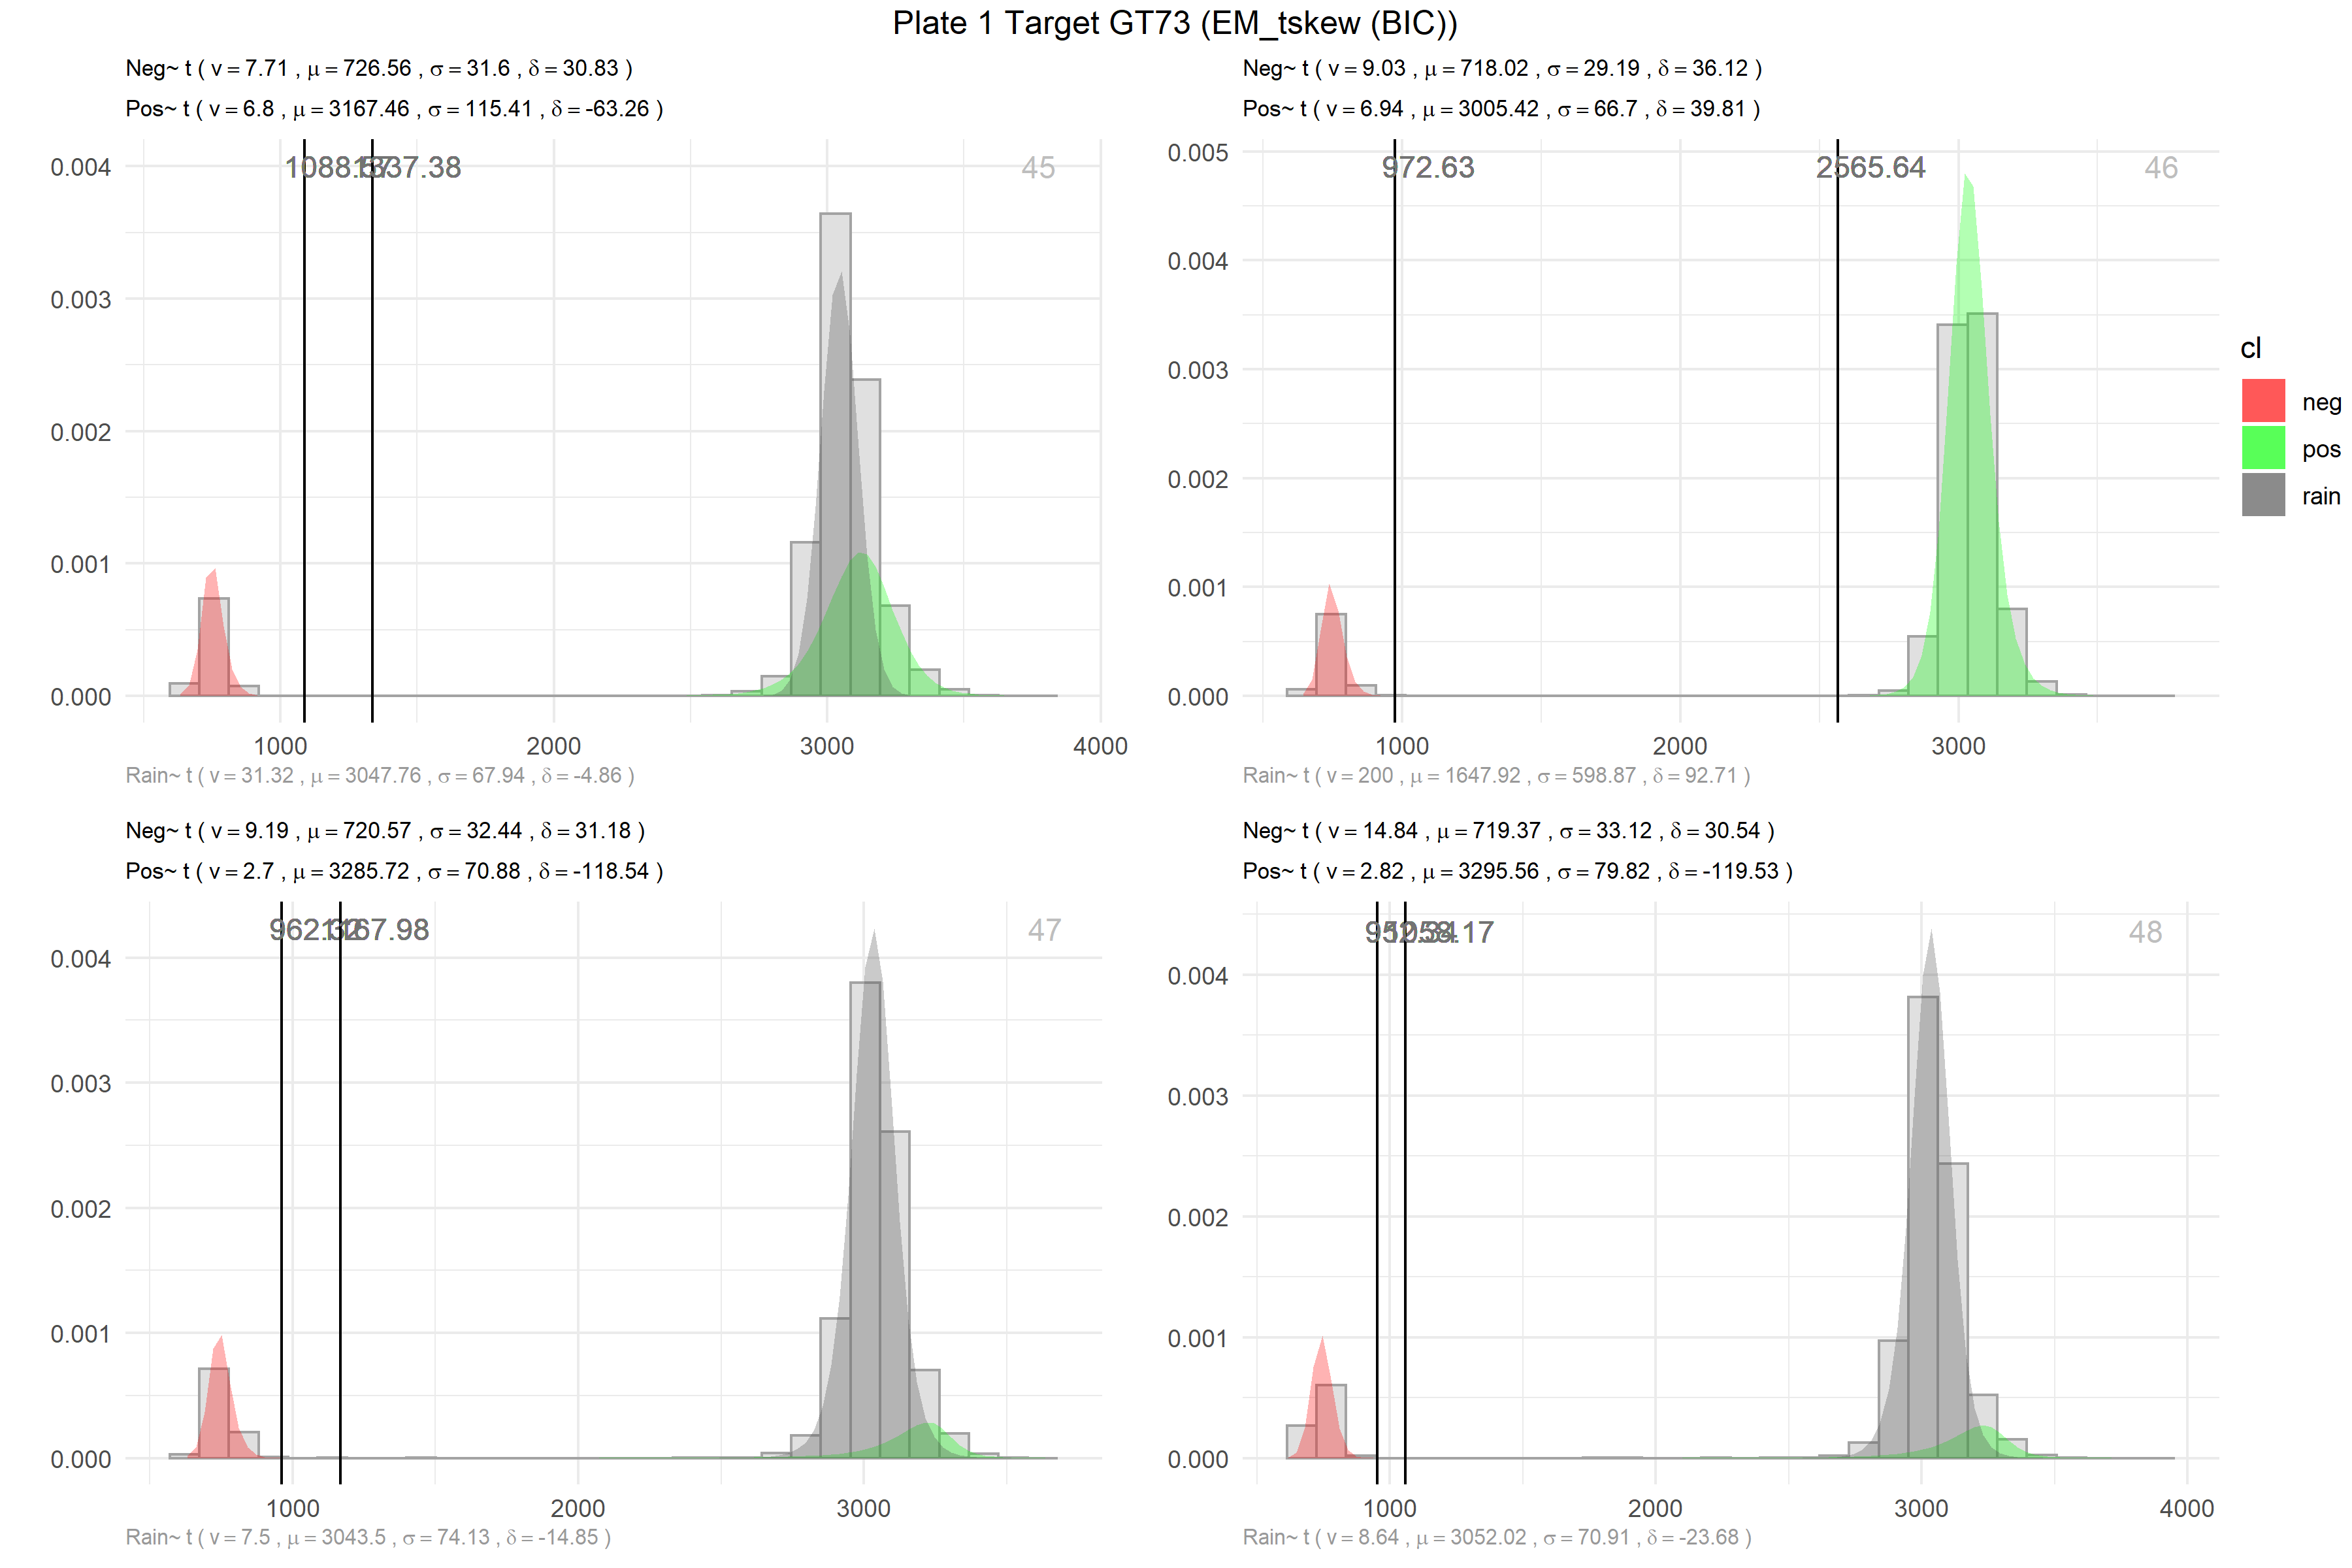 Plate 1 Target GT73 (EM_tskew (BIC))
Neg~ t ( ν = 7.71 , μ = 726.56 , σ = 31.6 , δ = 30.83 )
Pos~ t ( ν = 6.8 , μ = 3167.46 , σ = 115.41 , δ = -63.26 )
1337.38
45
0.004
0.003
0.002
0.001
0.000
1000 2000 3000 4000
Rain~ t ( ν = 31.32 , μ = 3047.76 , σ = 67.94 , δ = -4.86 )
Neg~ t ( ν = 9.03 , μ = 718.02 , σ = 29.19 , δ = 36.12 )
Pos~ t ( ν = 6.94 , μ = 3005.42 , σ = 66.7 , δ = 39.81 )
972.63 2565.64 46
0.005
0.004
0.003
0.002
0.001
0.000
1000 2000 3000
Rain~ t ( ν = 200 , μ = 1647.92 , σ = 598.87 , δ = 92.71 )
cl
neg
pos
rain
Neg~ t ( ν = 9.19 , μ = 720.57 , σ = 32.44 , δ = 31.18 )
Pos~ t ( ν = 2.7 , μ = 3285.72 , σ = 70.88 , δ = -118.54 )
1167.98
47
0.004
0.003
0.002
0.001
0.000
1000 2000 3000
Rain~ t ( ν = 7.5 , μ = 3043.5 , σ = 74.13 , δ = -14.85 )
Neg~ t ( ν = 14.84 , μ = 719.37 , σ = 33.12 , δ = 30.54 )
Pos~ t ( ν = 2.82 , μ = 3295.56 , σ = 79.82 , δ = -119.53 )
48
0.004
0.003
0.002
0.001
0.000
1000 2000 3000 4000
Rain~ t ( ν = 8.64 , μ = 3052.02 , σ = 70.91 , δ = -23.68 )